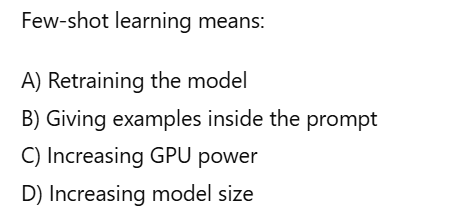 Few-shot learning means:
A) Retraining the model
B) Giving examples inside the prompt
C) Increasing GPU power
D) Increasing model size